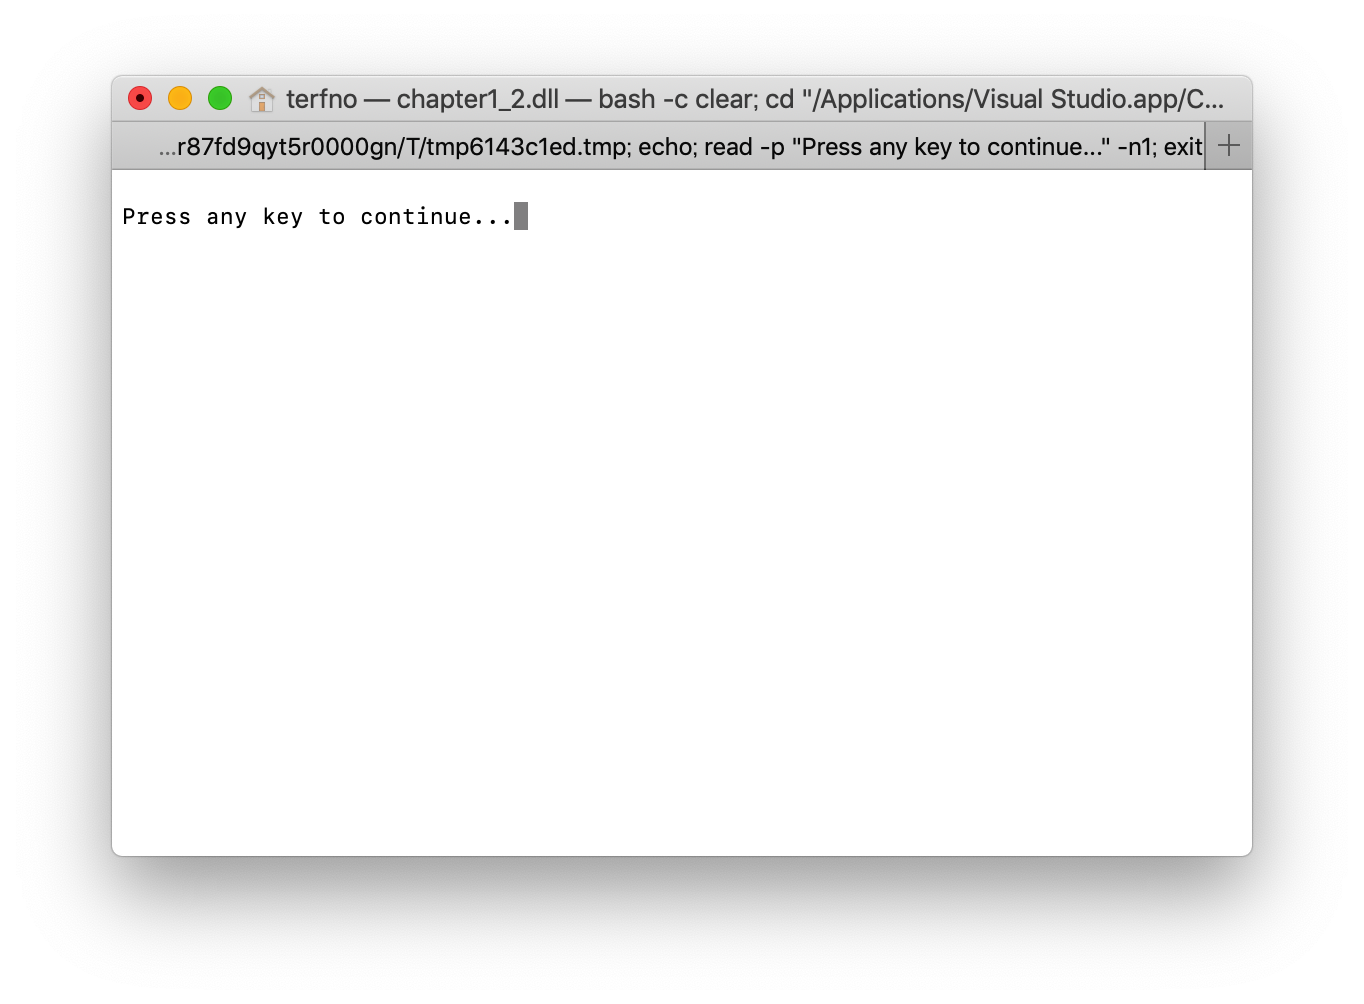 terfno — chapter1_2.dll — bash -c clear; cd "/Applications/Visual Studio.app/C...
...r87fd9qyt5r0000gn/T/tmp6143c1ed.tmp; echo; read -p "Press any key to continue..." -n1; exit
Press any key to continue...